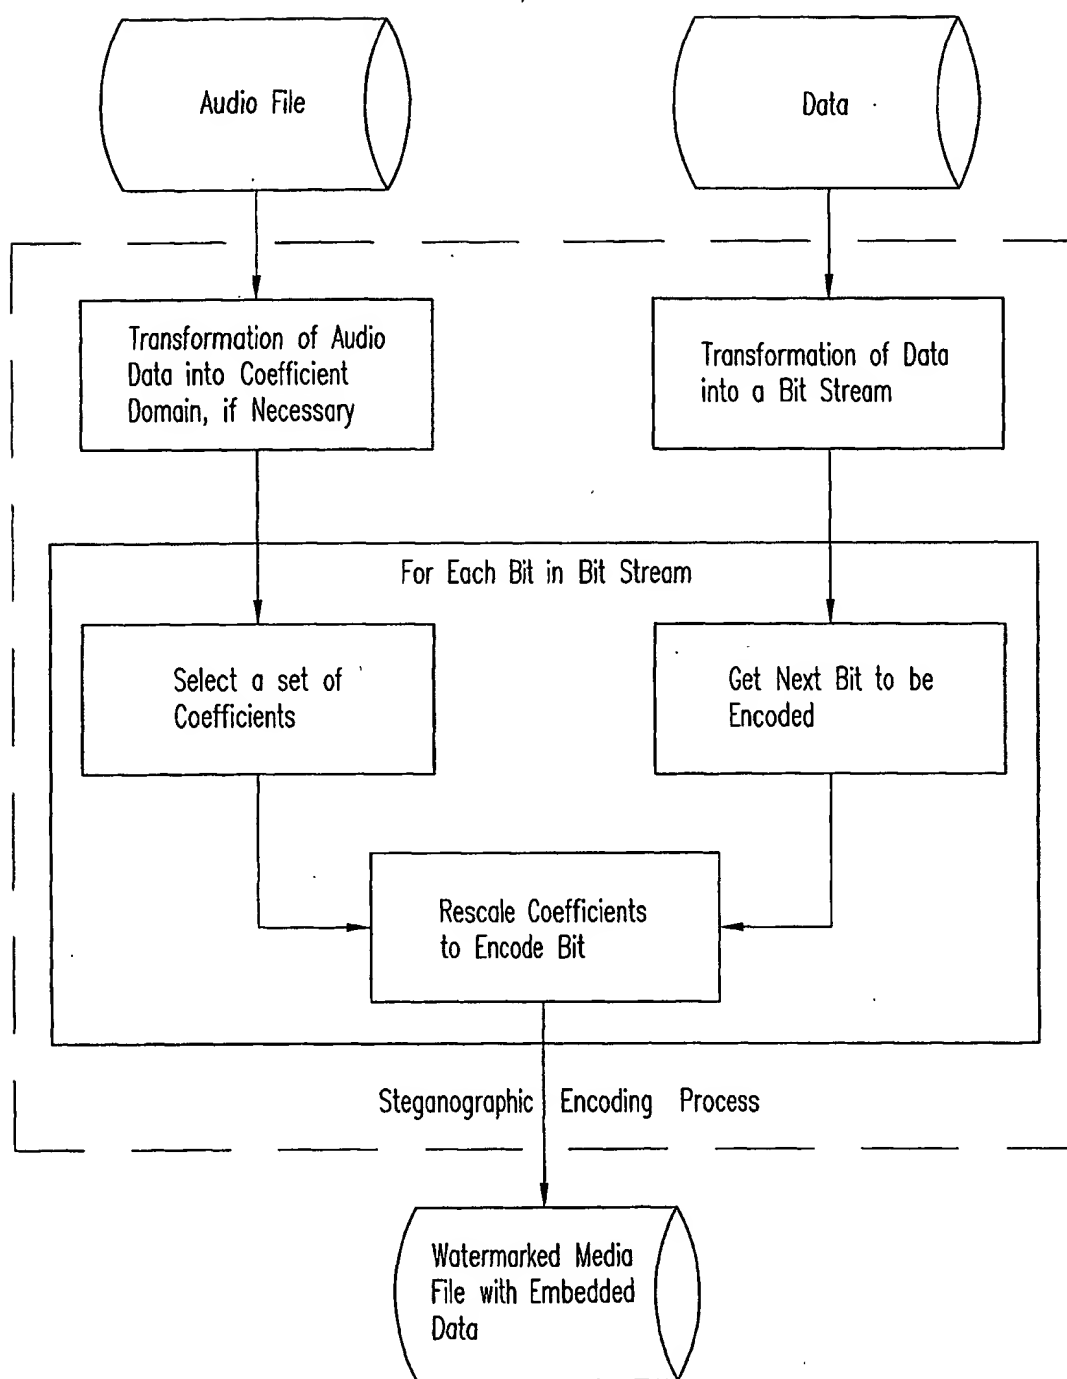 Audio File
Data
Transformation of Audio
Data into Coefficient
Domain, if Necessary
Transformation of Data
into a Bit Stream
For Each Bit in Bit Stream
Select a set of
Coefficients
Get Next Bit to be
Encoded
Rescale Coefficients
to Encode Bit
Steganographic Encoding Process
Watermarked Media
File with Embedded
Data